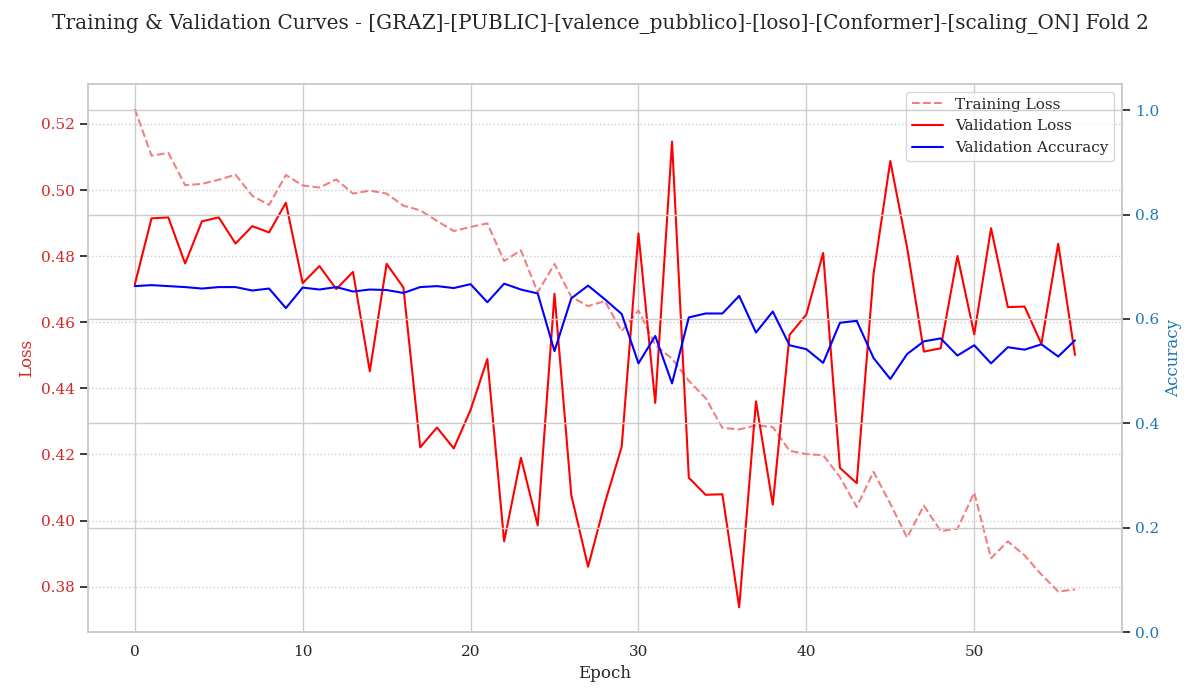 Training & Validation Curves - [GRAZ]-[PUBLIC]-[valence_pubblico]-[loso]-[Conformer]-[scaling_ON] Fold 2
Training Loss
Validation Loss
Validation Accuracy
0.52
0.50
0.48
0.46
0.44
0.42
0.40
0.38
Loss
1.0
0.8
0.6
0.4
0.2
0.0
Accuracy
0 10 20 30 40 50
Epoch